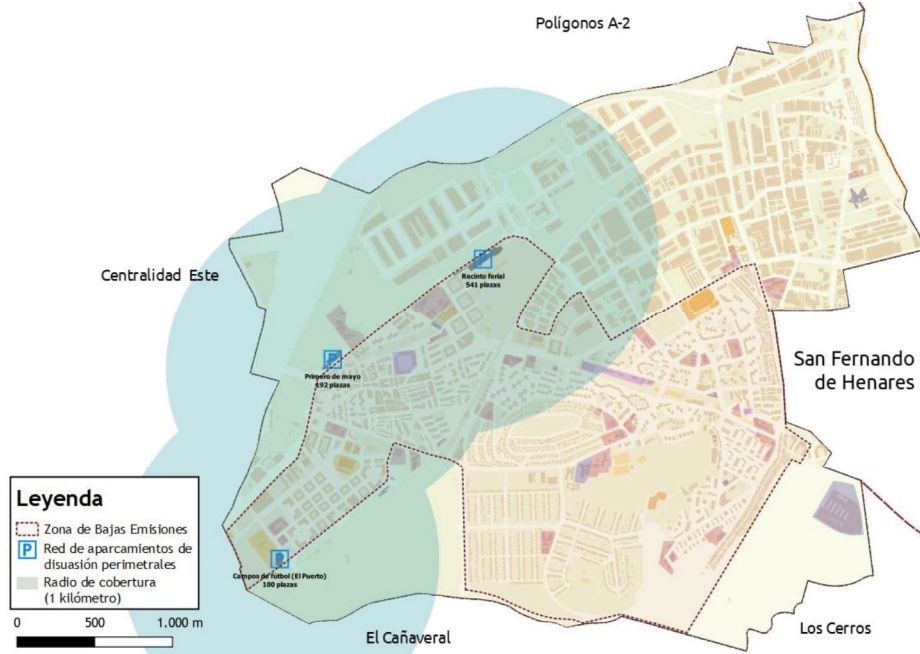 Polígonos A-2
Centralidad Este
Recinto ferial
541 plazas
San Fernando
de Henares
P
Primero de mayo
192 plazas
Leyenda
Zona de Bajas Emisiones
P Red de aparcamientos de
disuasión perimetrales
Radio de cobertura
(1 kilómetro)
0 500 1.000 m
Campos de fútbol (El Puerto)
100 plazas
El Cañaveral
Los Cerros